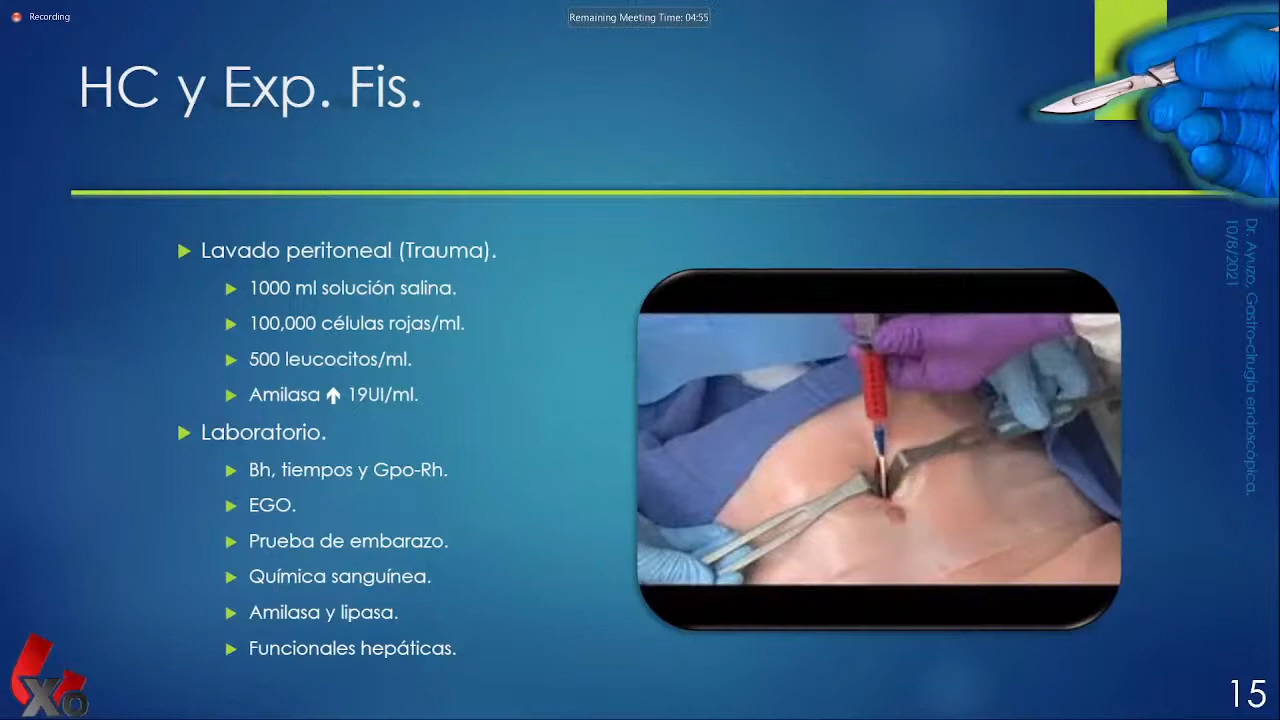 Recording
Remaining Meeting Time: 04:55
HC y Exp. Fis.
Lavado peritoneal (Trauma).
1000 ml solución salina.
100,000 células rojas/ml.
500 leucocitos/ml.
Amilasa ⬆ 19UI/ml.
Laboratorio.
Bh, tiempos y Gpo-Rh.
EGO.
Prueba de embarazo.
Química sanguínea.
Amilasa y lipasa.
Funcionales hepáticas.
Dr. Ayuzo, Gastro-cirugía endoscópica.
10/8/2021
Xo
15